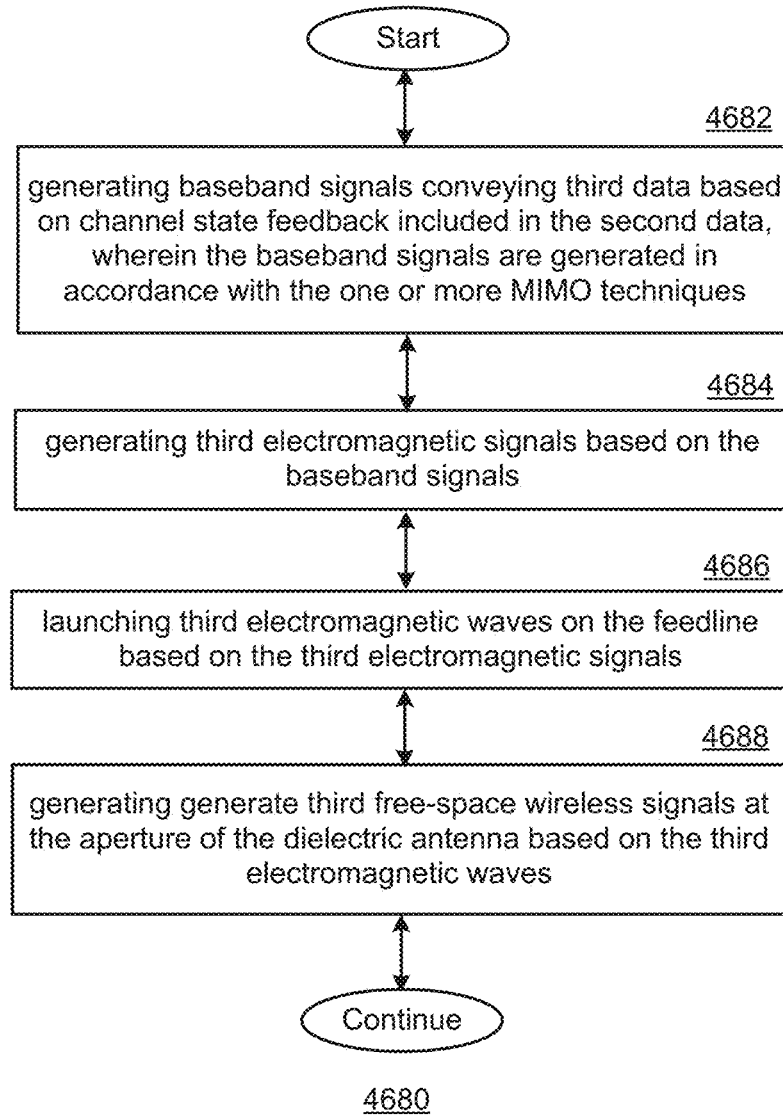 Start
4682
generating baseband signals conveying third data based
on channel state feedback included in the second data,
wherein the baseband signals are generated in
accordance with the one or more MIMO techniques
4684
generating third electromagnetic signals based on the
baseband signals
4686
launching third electromagnetic waves on the feedline
based on the third electromagnetic signals
4688
generating generate third free-space wireless signals at
the aperture of the dielectric antenna based on the third
electromagnetic waves
Continue
4680